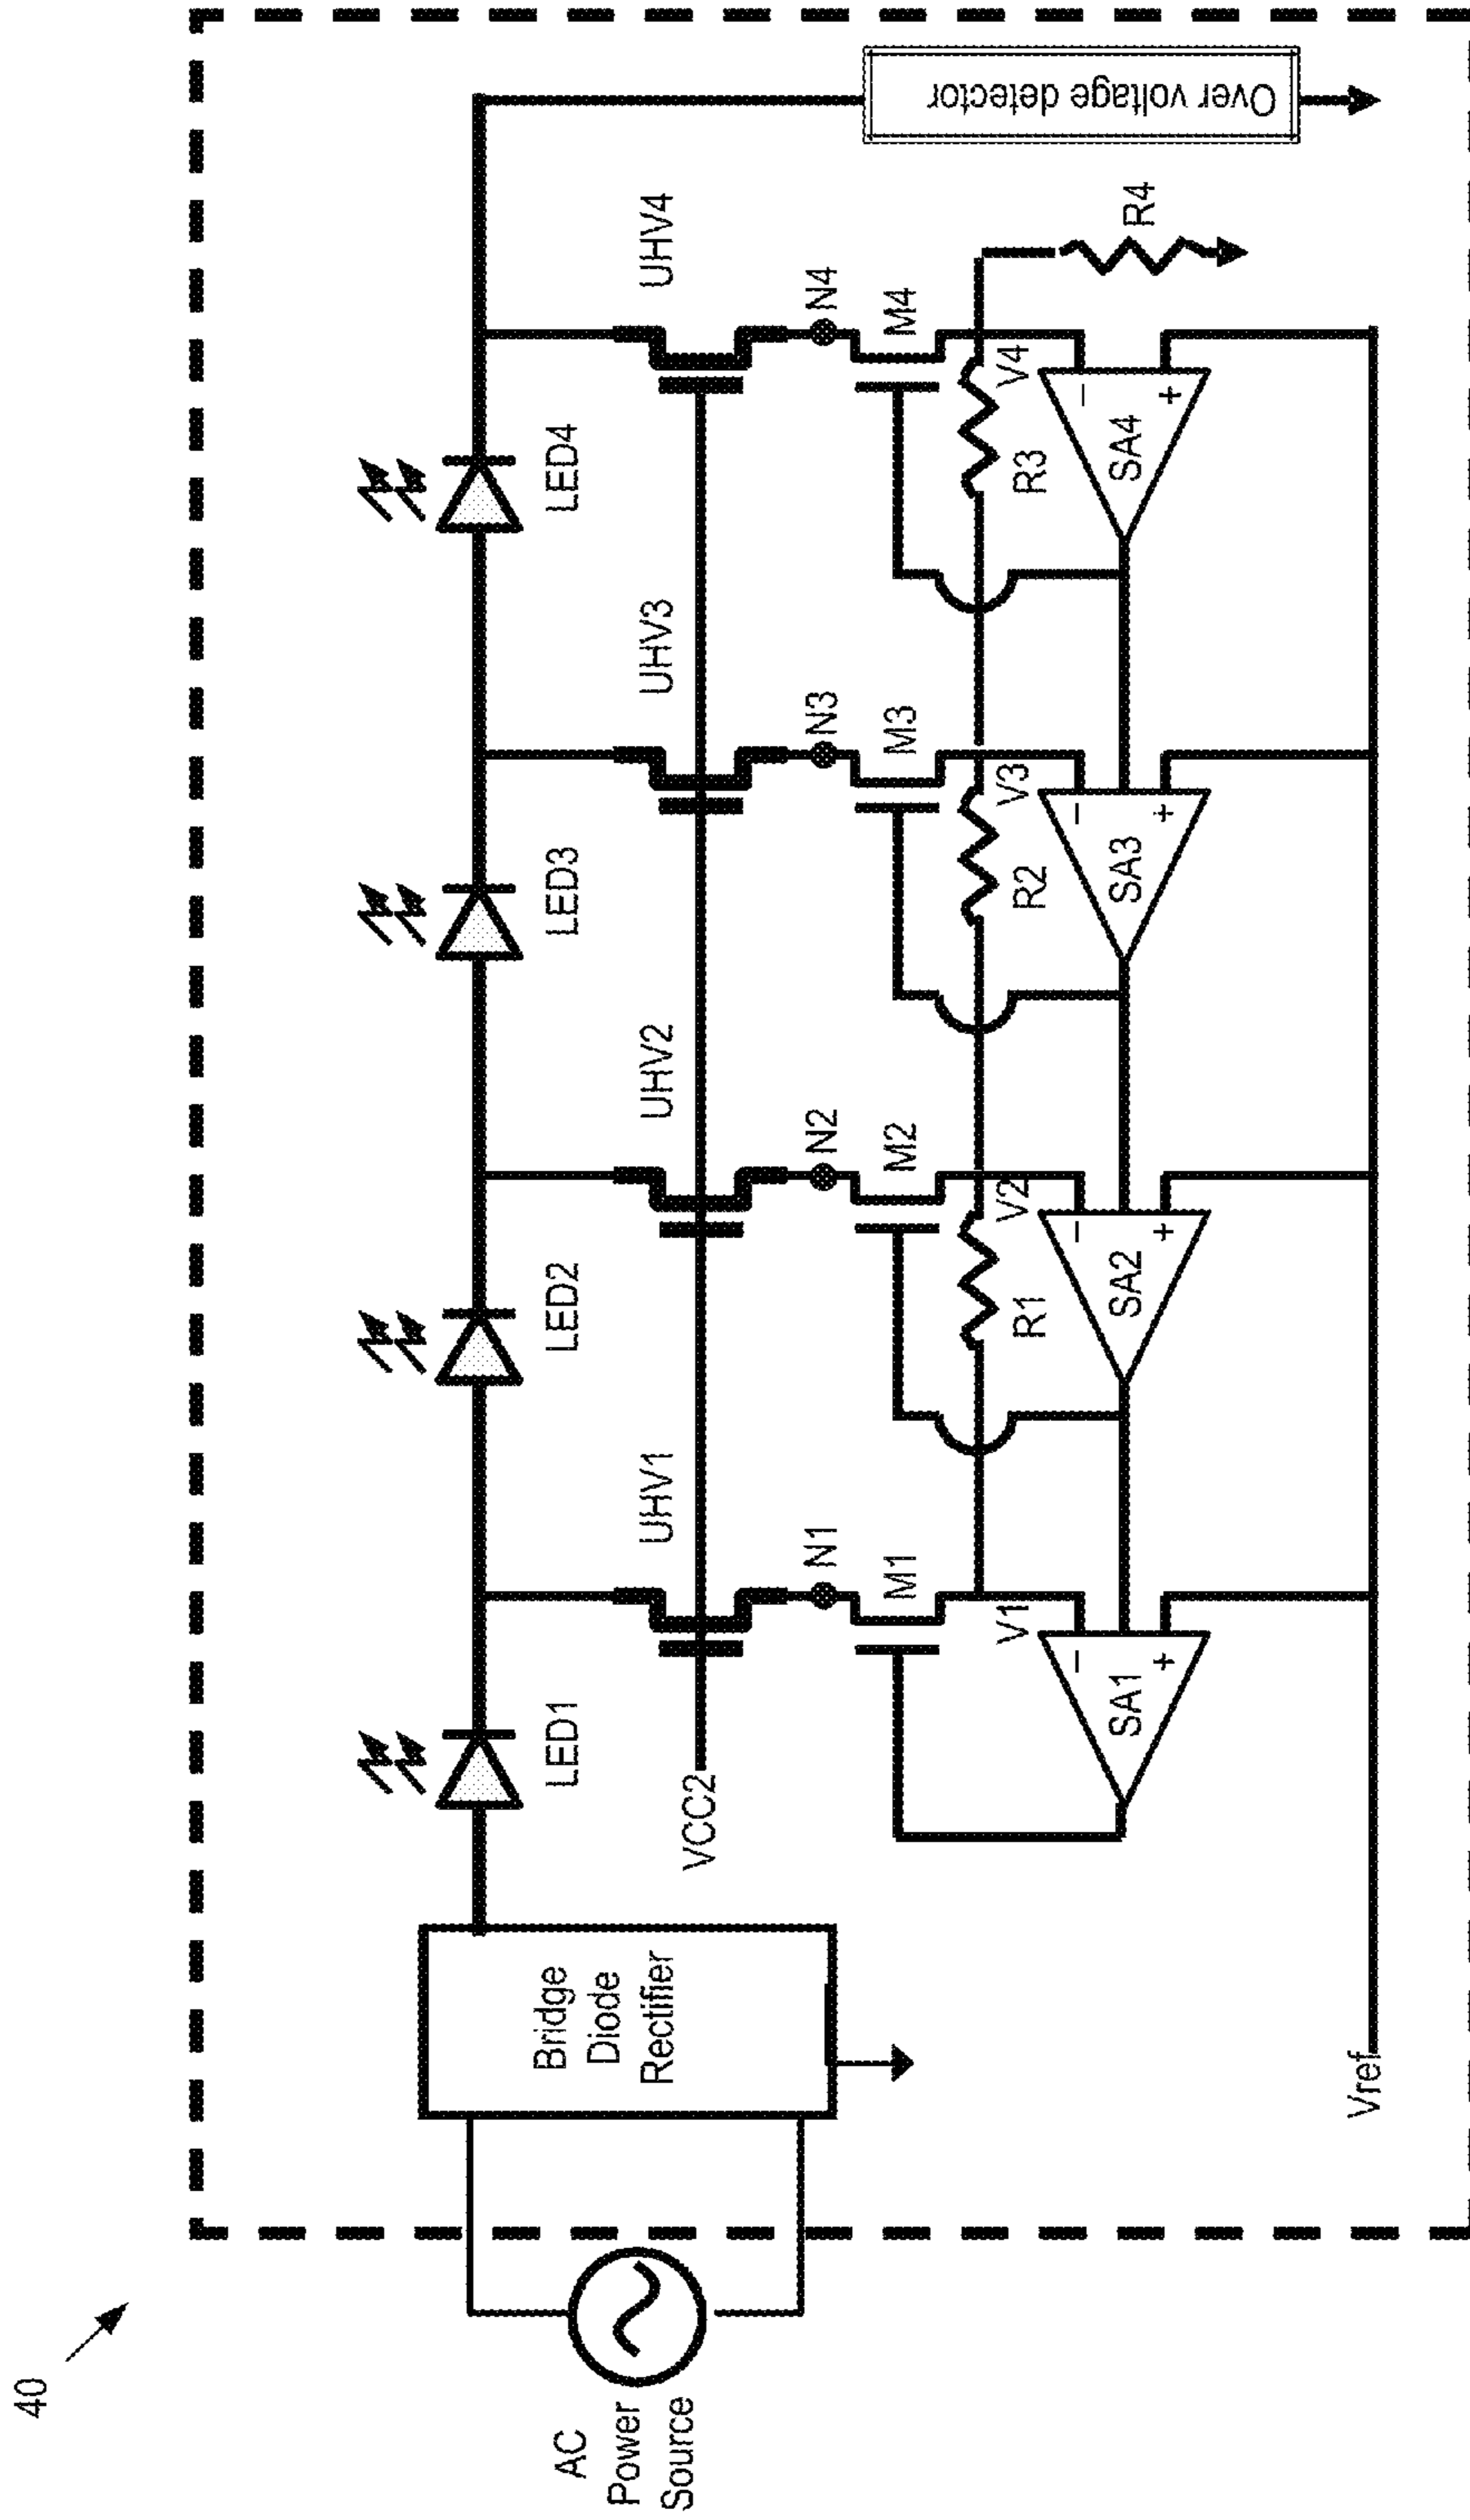 40
AC
Power
Source
Bridge
Diode
Rectifier
LED1
LED2
LED3
LED4
UHV1
UHV2
UHV3
UHV4
VCC2
N1
N2
N3
N4
M1
M2
M3
M4
V1
V2
V3
V4
R1
R2
R3
R4
−
+
SA1
−
+
SA2
−
+
SA3
−
+
SA4
Vref
Over voltage detector